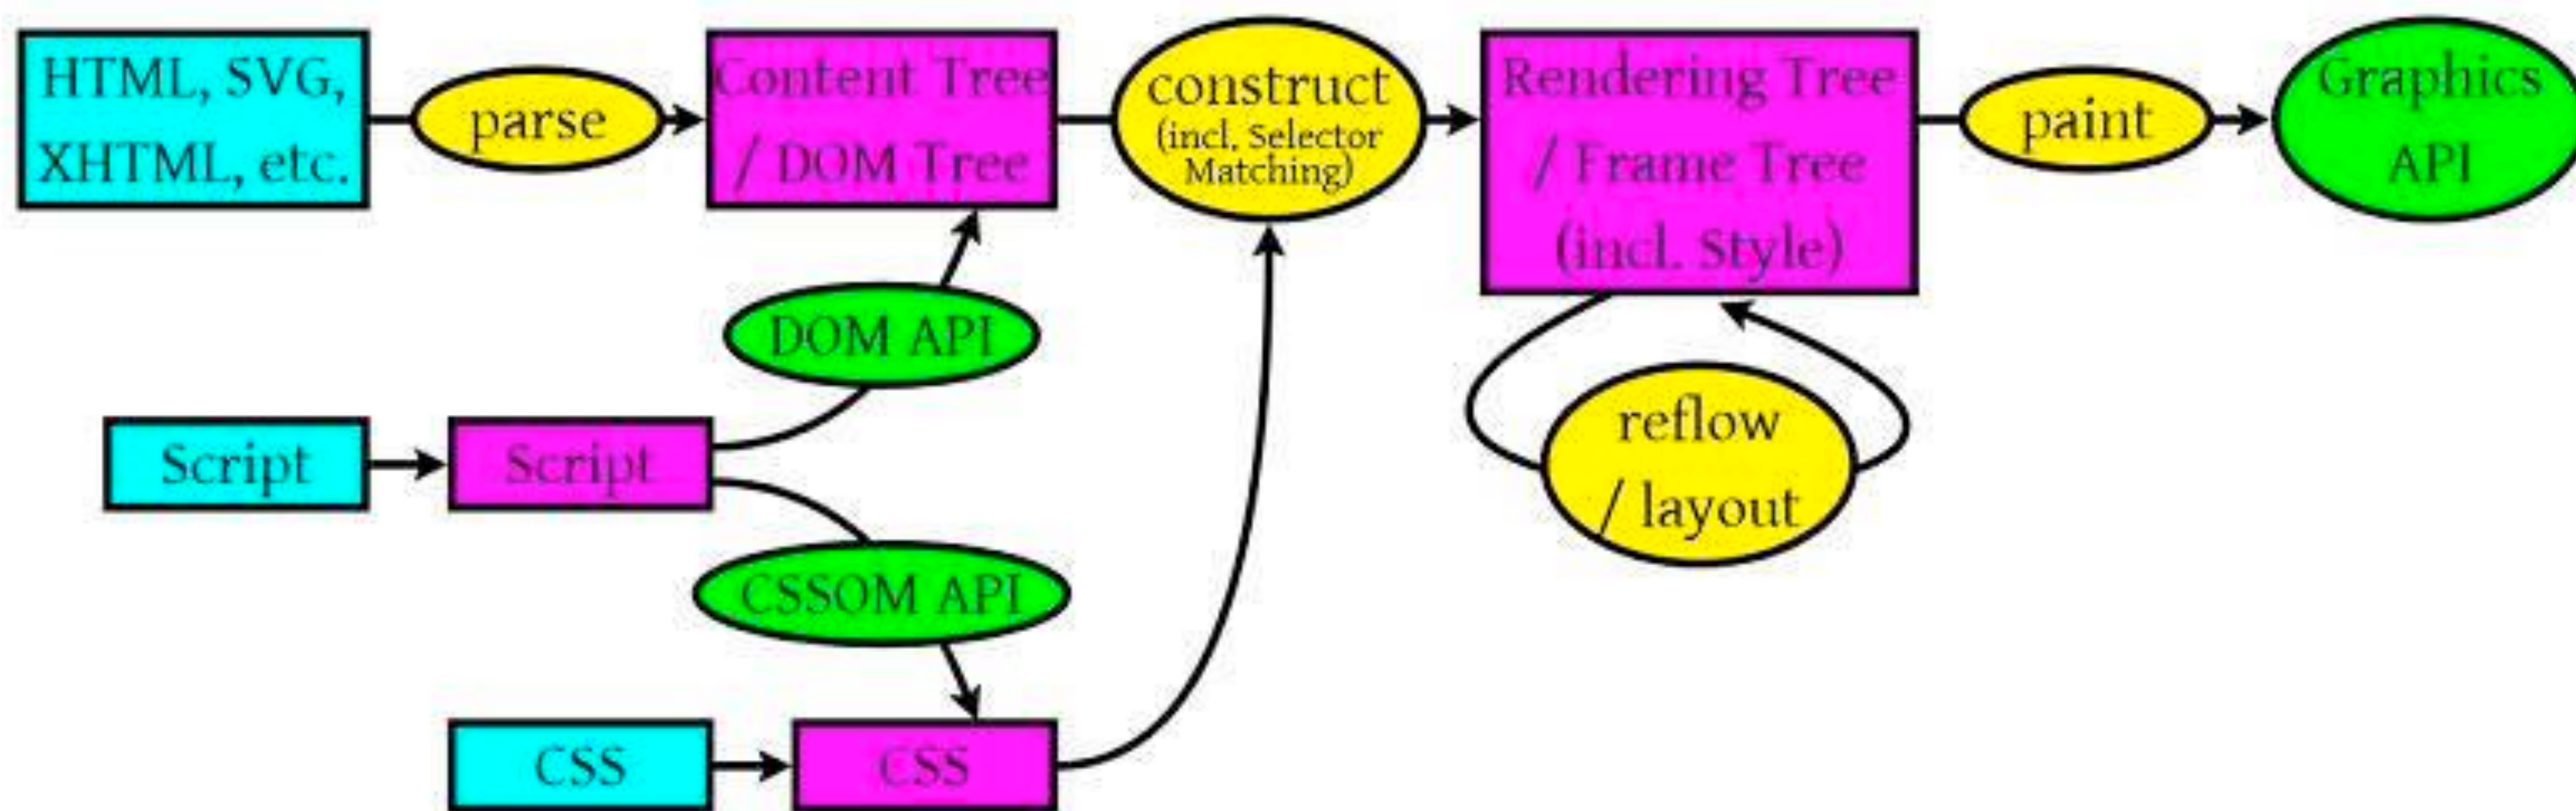 HTML, SVG,
XHTML, etc.
parse
Content Tree
/ DOM Tree
construct
(incl. Selector
Matching)
Rendering Tree
/ Frame Tree
(incl. Style)
paint
Graphics
API
DOM API
reflow
/ layout
Script
Script
CSSOM API
CSS
CSS